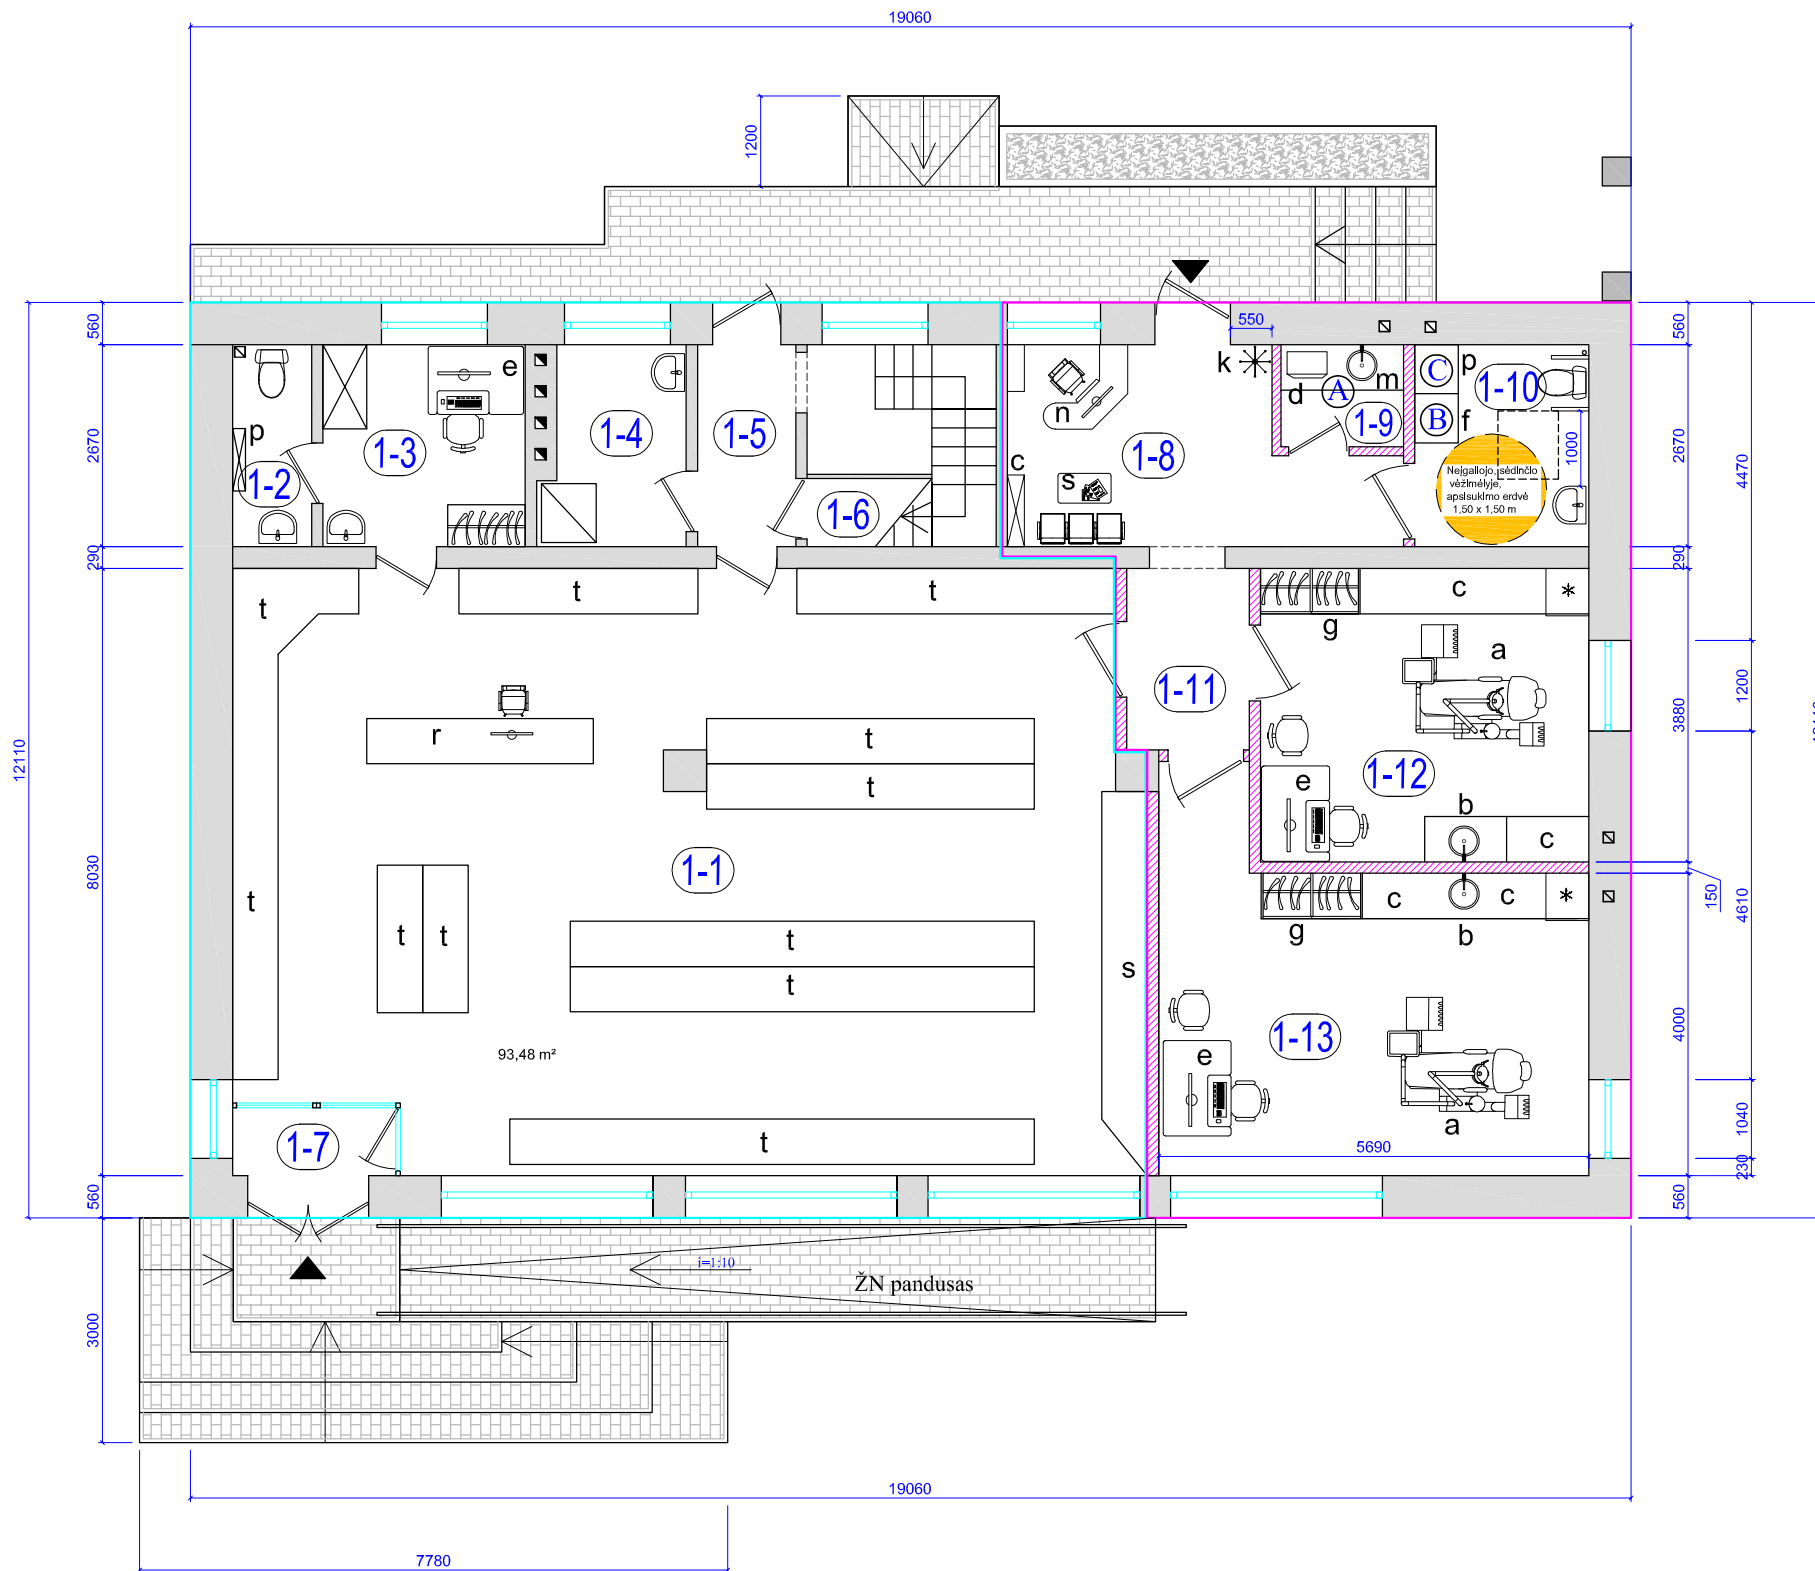 19060
1200
550
560
2670
290
8030
560
3000
12110
560
2670
290
3880
150
4000
560
4470
1200
4610
1040
230
1-2
p
1-3
e
1-4
1-5
1-6
1-8
n
s
c
k
d
A
m
1-9
C
p
1-10
B
f
1000
Neįgaliojo, sėdinčio
vėžimėlyje,
apsisukimo erdvė
1,50 x 1,50 m
t
t
t
t
r
t
t
1-1
t
t
t
t
s
93,48 m²
t
1-7
1-11
g
c
*
a
1-12
e
b
c
g
c
c
*
b
1-13
e
a
5690
i=1:10
ŽN pandusas
19060
7780